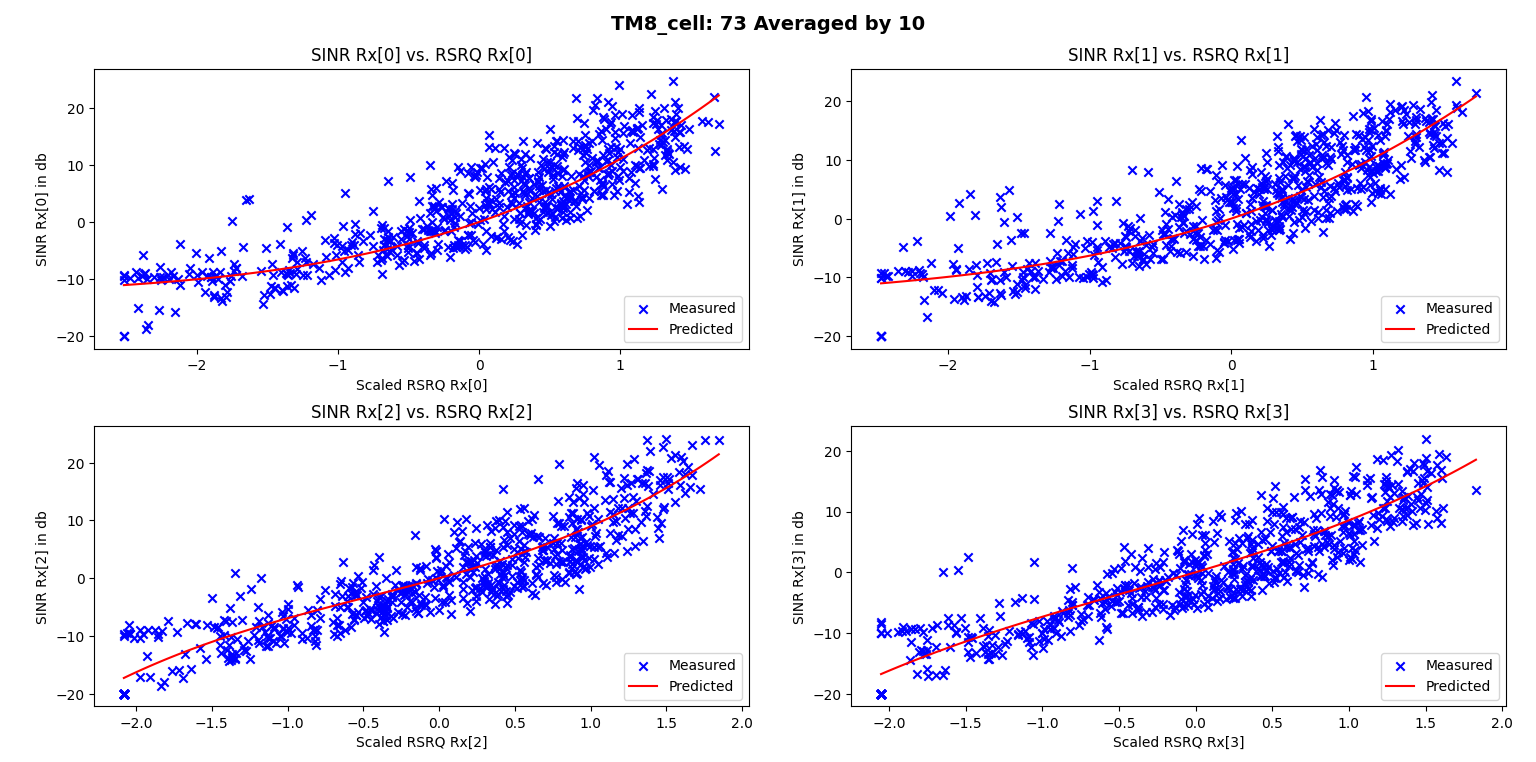 TM8_cell: 73 Averaged by 10
SINR Rx[0] vs. RSRQ Rx[0]
SINR Rx[0] in db
20
10
0
−10
−20
−2
−1
0
1
Scaled RSRQ Rx[0]
Measured
Predicted
SINR Rx[1] vs. RSRQ Rx[1]
SINR Rx[1] in db
20
10
0
−10
−20
−2
−1
0
1
Scaled RSRQ Rx[1]
Measured
Predicted
SINR Rx[2] vs. RSRQ Rx[2]
SINR Rx[2] in db
20
10
0
−10
−20
−2.0
−1.5
−1.0
−0.5
0.0
0.5
1.0
1.5
2.0
Scaled RSRQ Rx[2]
Measured
Predicted
SINR Rx[3] vs. RSRQ Rx[3]
SINR Rx[3] in db
20
10
0
−10
−20
−2.0
−1.5
−1.0
−0.5
0.0
0.5
1.0
1.5
2.0
Scaled RSRQ Rx[3]
Measured
Predicted